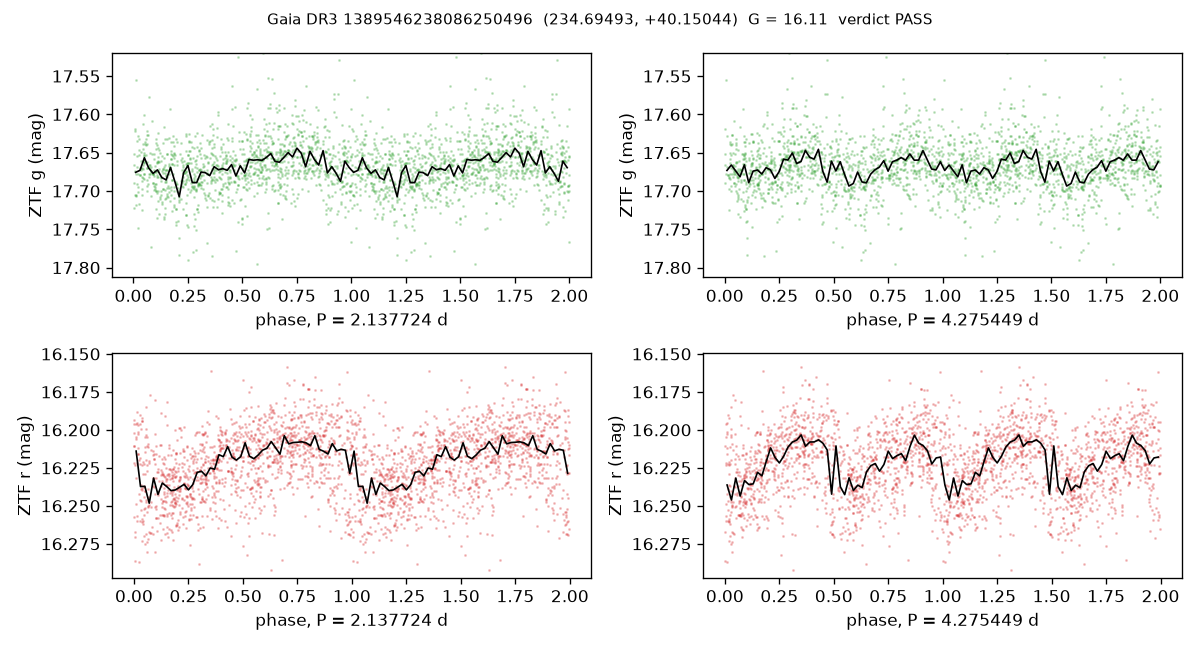 Gaia DR3 1389546238086250496 (234.69493, +40.15044) G = 16.11 verdict PASS
ZTF g (mag)
17.55
17.60
17.65
17.70
17.75
17.80
0.00 0.25 0.50 0.75 1.00 1.25 1.50 1.75 2.00
phase, P = 2.137724 d
ZTF g (mag)
17.55
17.60
17.65
17.70
17.75
17.80
0.00 0.25 0.50 0.75 1.00 1.25 1.50 1.75 2.00
phase, P = 4.275449 d
ZTF r (mag)
16.150
16.175
16.200
16.225
16.250
16.275
0.00 0.25 0.50 0.75 1.00 1.25 1.50 1.75 2.00
phase, P = 2.137724 d
ZTF r (mag)
16.150
16.175
16.200
16.225
16.250
16.275
0.00 0.25 0.50 0.75 1.00 1.25 1.50 1.75 2.00
phase, P = 4.275449 d